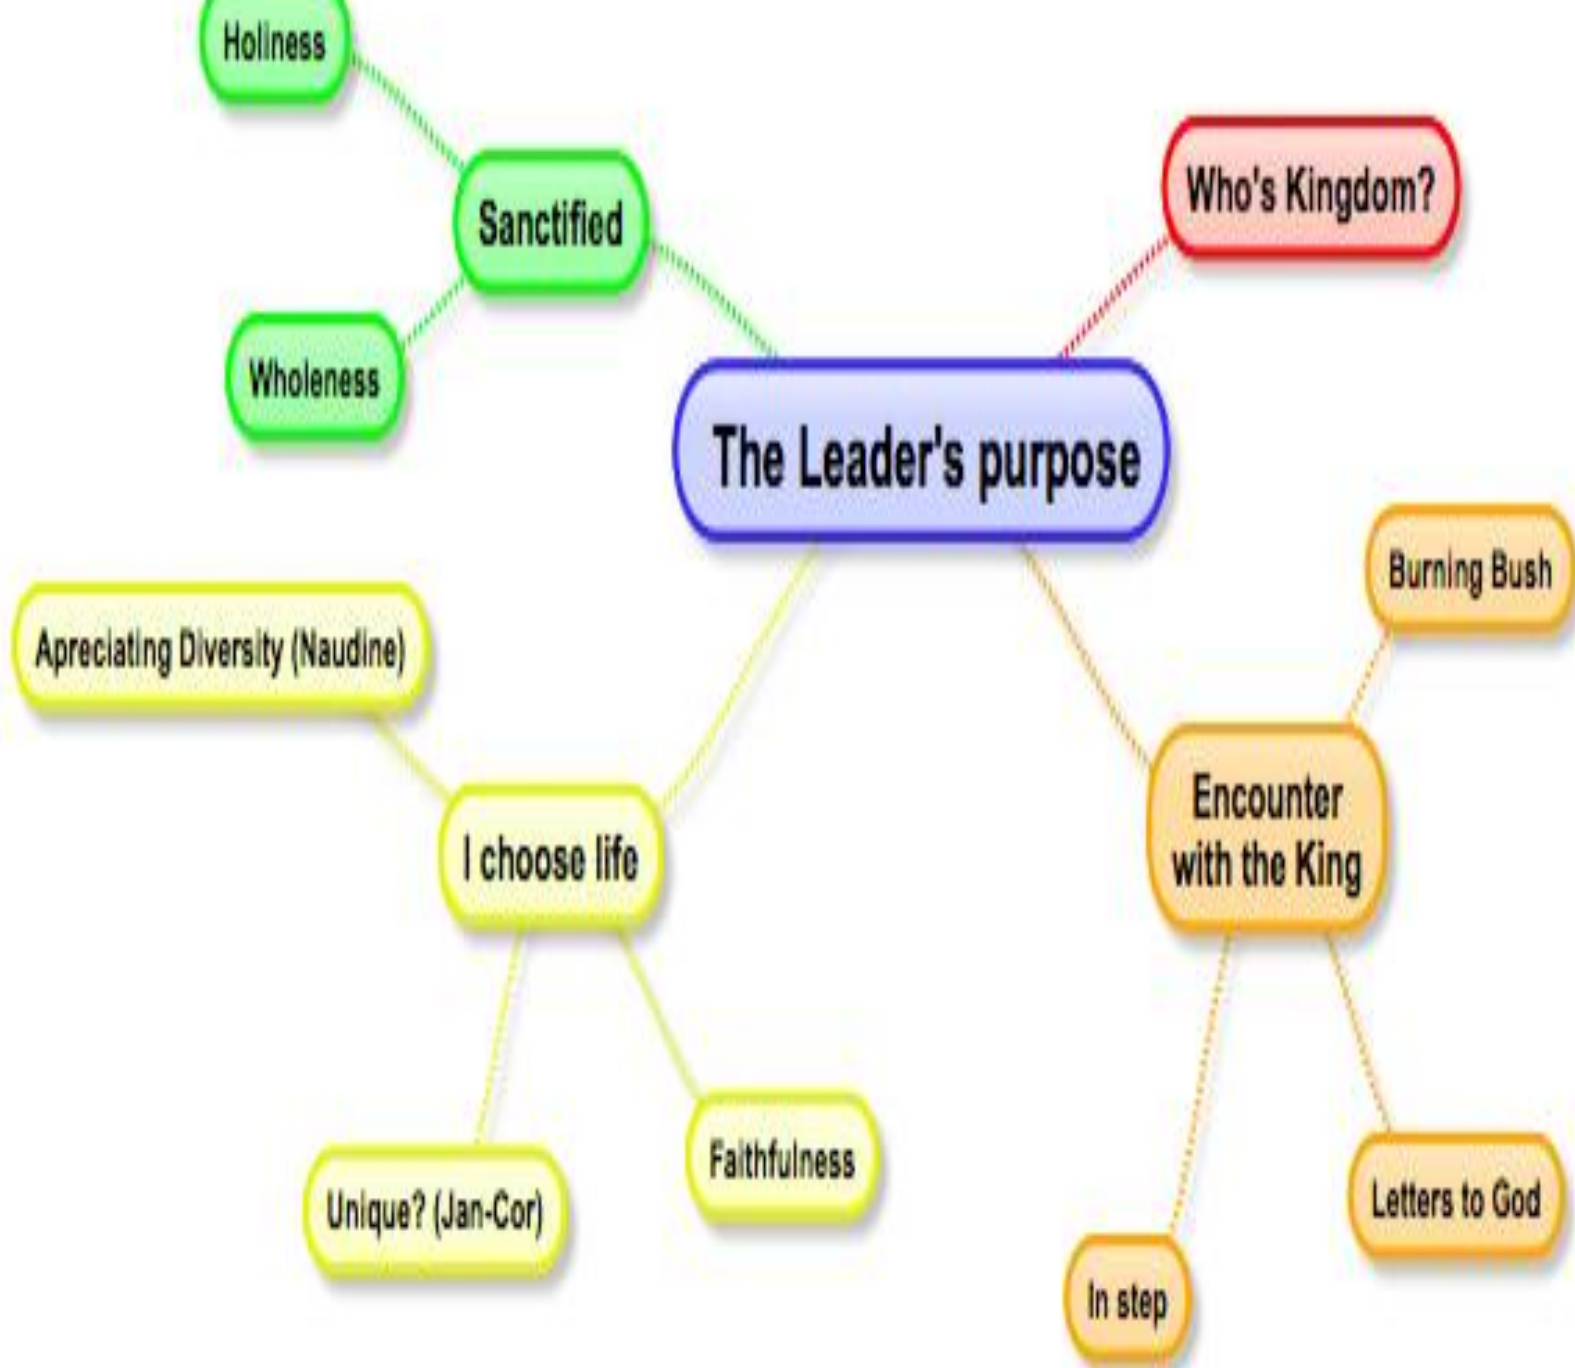 Holiness
Who's Kingdom?
Sanctified
Wholeness
The Leader's purpose
Burning Bush
Apreciating Diversity (Naudine)
Encounter
with the King
I choose life
Faithfulness
Letters to God
Unique? (Jan-Cor)
In step